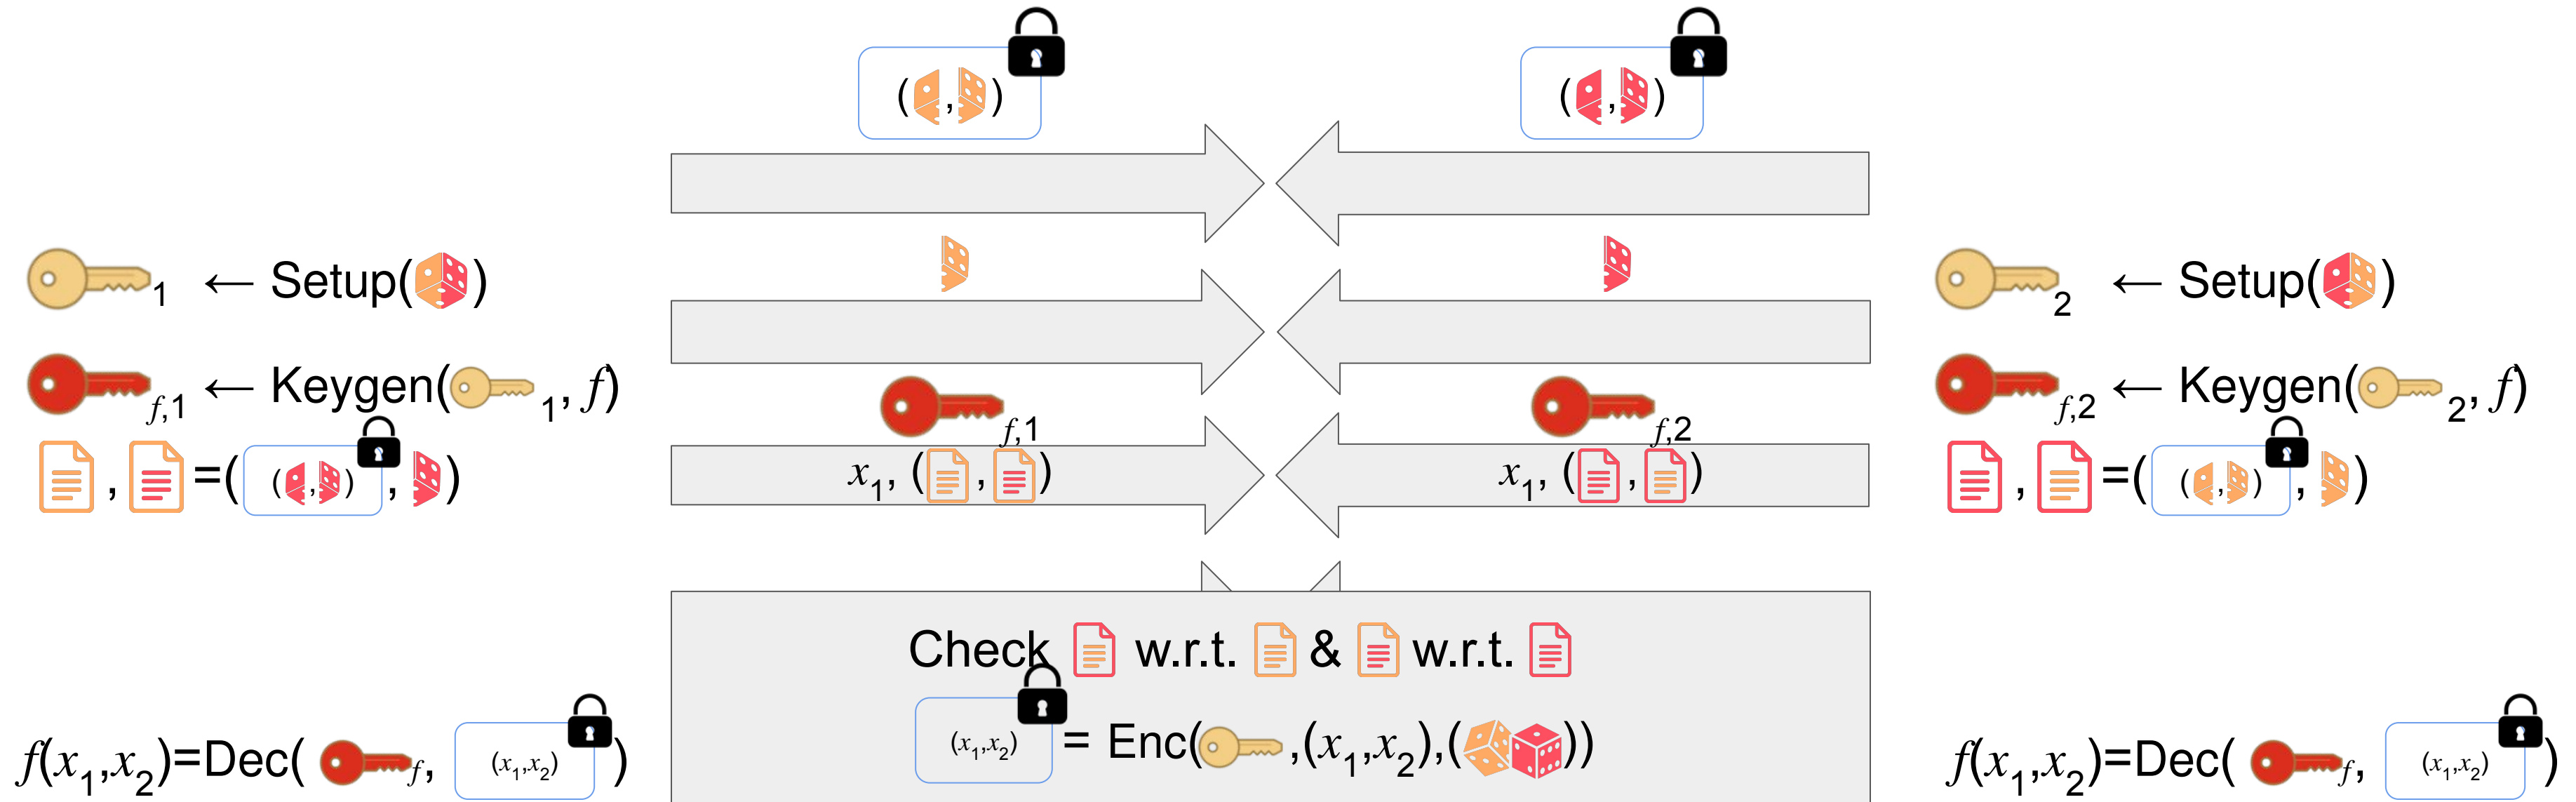 ( , )
( , )
1 ← Setup( )
2 ← Setup( )
f,1 ← Keygen( 1, f)
f,1
f,2
f,2 ← Keygen( 2, f)
, =( ( , ) , )
x1, ( , )
x1, ( , )
, =( ( , ) , )
Check w.r.t. & w.r.t.
(x1,x2) = Enc( ,(x1,x2),( ))
f(x1,x2)=Dec( f, (x1,x2) )
f(x1,x2)=Dec( f, (x1,x2) )